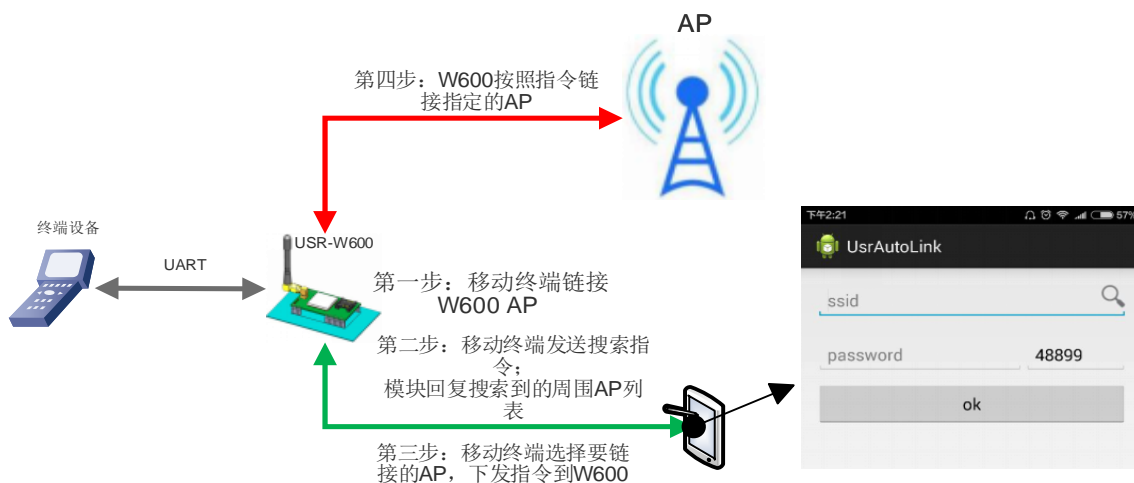 AP
第四步：W600按照指令链
接指定的AP
终端设备
UART
USR-W600
第一步：移动终端链接
W600 AP
第二步：移动终端发送搜索指
令；
模块回复搜索到的周围AP列
表
第三步：移动终端选择要链
接的AP，下发指令到W600
下午2:21 57%
UsrAutoLink
ssid
password 48899
ok